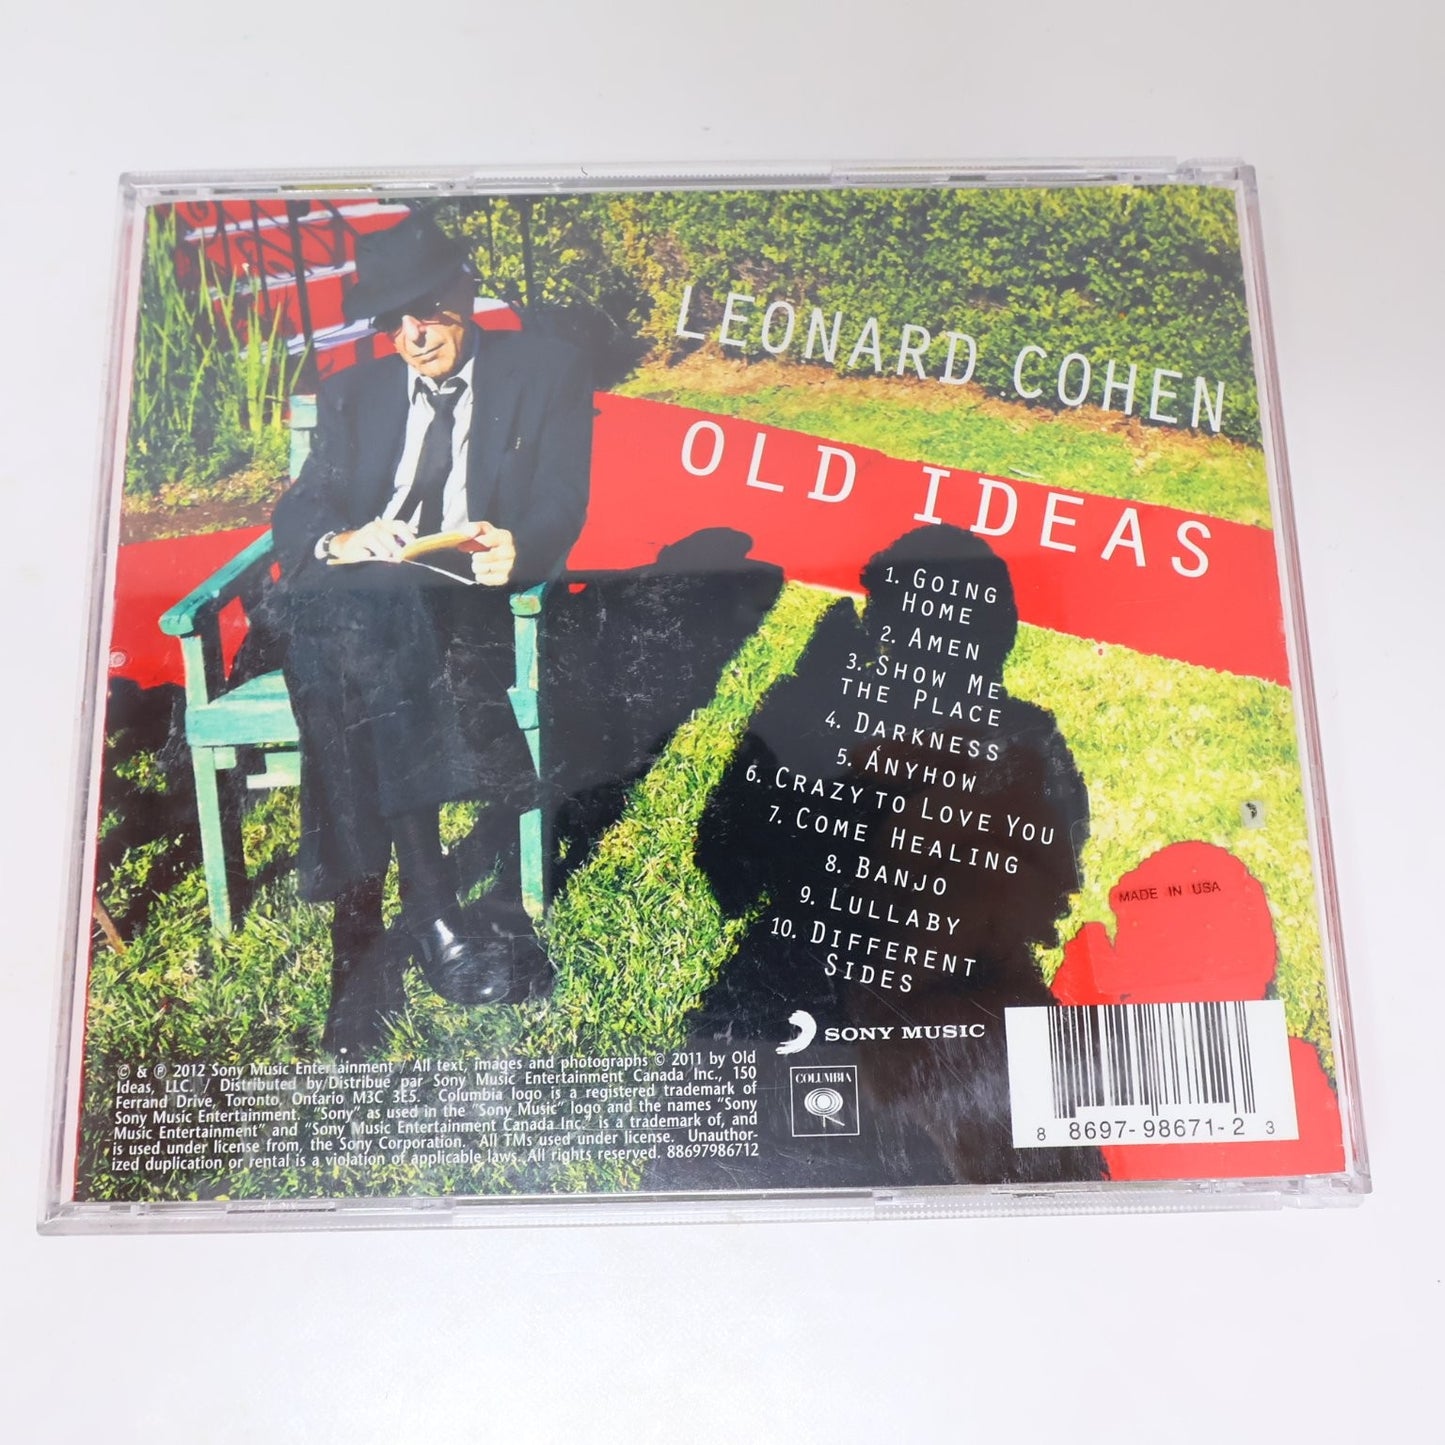 LEONARD COHEN
OLD IDEAS
1. GOING
HOME
2. AMEN
3. SHOW ME
THE PLACE
4. DARKNESS
5. ANYHOW
6. CRAZY TO LOVE YOU
7. COME HEALING
8. BANJO
9. LULLABY
10. DIFFERENT
SIDES
MADE IN USA
SONY MUSIC
COLUMBIA
© & ℗ 2012 Sony Music Entertainment / All text, images and photographs © 2011 by Old
Ideas, LLC. / Distributed by/Distribué par Sony Music Entertainment Canada Inc., 150
Ferrand Drive, Toronto, Ontario M3C 3E5. Columbia logo is a registered trademark of
Sony Music Entertainment. "Sony" as used in the "Sony Music" logo and the names "Sony
Music Entertainment" and "Sony Music Entertainment Canada Inc." is a trademark of, and
is used under license from, the Sony Corporation. All TMs used under license. Unauthor-
ized duplication or rental is a violation of applicable laws. All rights reserved. 88697986712
8 8697-98671-2 3